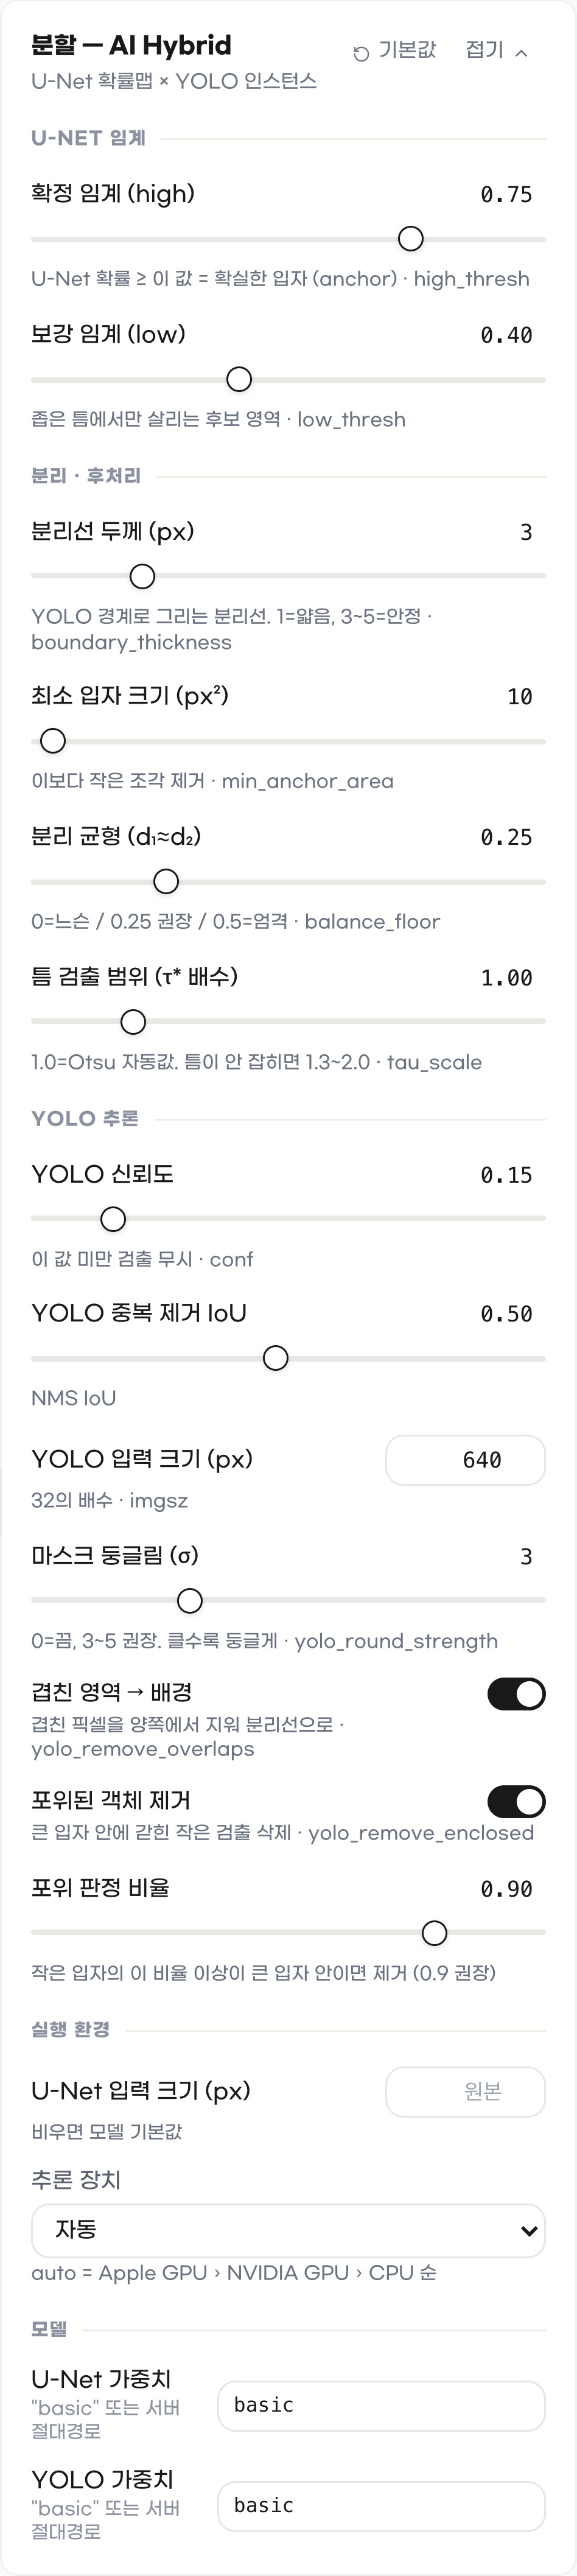 분할 — AI Hybrid
기본값 접기
U-Net 확률맵 × YOLO 인스턴스
U-NET 임계
확정 임계 (high) 0.75
U-Net 확률 ≥ 이 값 = 확실한 입자 (anchor) · high_thresh
보강 임계 (low) 0.40
좁은 틈에서만 살리는 후보 영역 · low_thresh
분리 · 후처리
분리선 두께 (px) 3
YOLO 경계로 그리는 분리선. 1=얇음, 3~5=안정 ·
boundary_thickness
최소 입자 크기 (px²) 10
이보다 작은 조각 제거 · min_anchor_area
분리 균형 (d₁≈d₂) 0.25
0=느슨 / 0.25 권장 / 0.5=엄격 · balance_floor
틈 검출 범위 (τ* 배수) 1.00
1.0=Otsu 자동값. 틈이 안 잡히면 1.3~2.0 · tau_scale
YOLO 추론
YOLO 신뢰도 0.15
이 값 미만 검출 무시 · conf
YOLO 중복 제거 IoU 0.50
NMS IoU
YOLO 입력 크기 (px) 640
32의 배수 · imgsz
마스크 둥글림 (σ) 3
0=끔, 3~5 권장. 클수록 둥글게 · yolo_round_strength
겹친 영역 → 배경
겹친 픽셀을 양쪽에서 지워 분리선으로 ·
yolo_remove_overlaps
포위된 객체 제거
큰 입자 안에 갇힌 작은 검출 삭제 · yolo_remove_enclosed
포위 판정 비율 0.90
작은 입자의 이 비율 이상이 큰 입자 안이면 제거 (0.9 권장)
실행 환경
U-Net 입력 크기 (px) 원본
비우면 모델 기본값
추론 장치
자동
auto = Apple GPU › NVIDIA GPU › CPU 순
모델
U-Net 가중치
"basic" 또는 서버
절대경로
basic
YOLO 가중치
"basic" 또는 서버
절대경로
basic